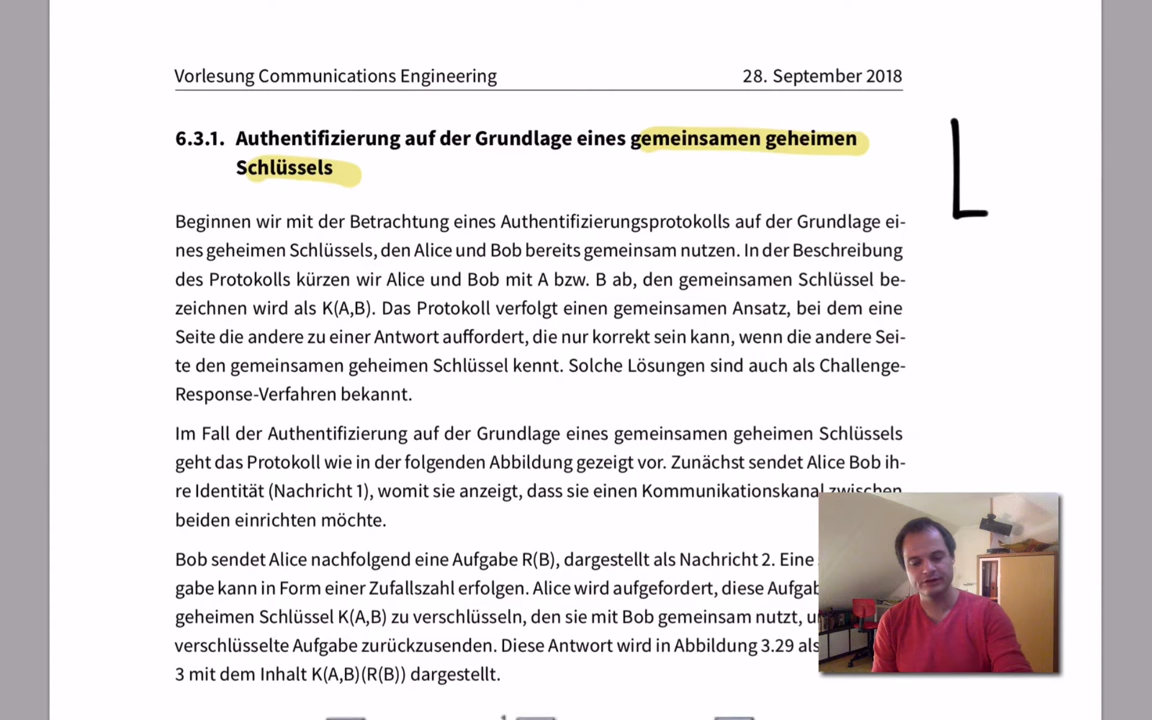 Vorlesung Communications Engineering 28. September 2018
6.3.1. Authentifizierung auf der Grundlage eines gemeinsamen geheimen
Schlüssels
L
Beginnen wir mit der Betrachtung eines Authentifizierungsprotokolls auf der Grundlage ei-
nes geheimen Schlüssels, den Alice und Bob bereits gemeinsam nutzen. In der Beschreibung
des Protokolls kürzen wir Alice und Bob mit A bzw. B ab, den gemeinsamen Schlüssel be-
zeichnen wird als K(A,B). Das Protokoll verfolgt einen gemeinsamen Ansatz, bei dem eine
Seite die andere zu einer Antwort auffordert, die nur korrekt sein kann, wenn die andere Sei-
te den gemeinsamen geheimen Schlüssel kennt. Solche Lösungen sind auch als Challenge-
Response-Verfahren bekannt.
Im Fall der Authentifizierung auf der Grundlage eines gemeinsamen geheimen Schlüssels
geht das Protokoll wie in der folgenden Abbildung gezeigt vor. Zunächst sendet Alice Bob ih-
re Identität (Nachricht 1), womit sie anzeigt, dass sie einen Kommunikationskanal zwischen
beiden einrichten möchte.
Bob sendet Alice nachfolgend eine Aufgabe R(B), dargestellt als Nachricht 2. Eine
gabe kann in Form einer Zufallszahl erfolgen. Alice wird aufgefordert, diese Aufgab
geheimen Schlüssel K(A,B) zu verschlüsseln, den sie mit Bob gemeinsam nutzt,
verschlüsselte Aufgabe zurückzusenden. Diese Antwort wird in Abbildung 3.29 als
3 mit dem Inhalt K(A,B)(R(B)) dargestellt.